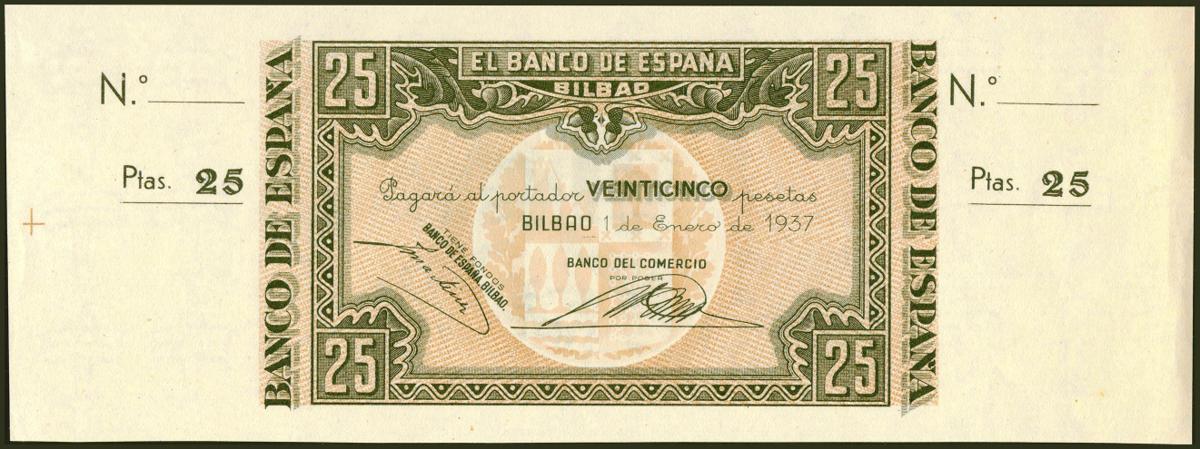 N.º
Ptas. 25
BANCO DE ESPAÑA
25
EL BANCO DE ESPAÑA
BILBAO
25
Pagará al portador VEINTICINCO pesetas
BILBAO 1 de Enero de 1937
TIENE FONDOS
BANCO DE ESPAÑA, BILBAO
BANCO DEL COMERCIO
POR PODER
25
25
BANCO DE ESPAÑA
N.º
Ptas. 25